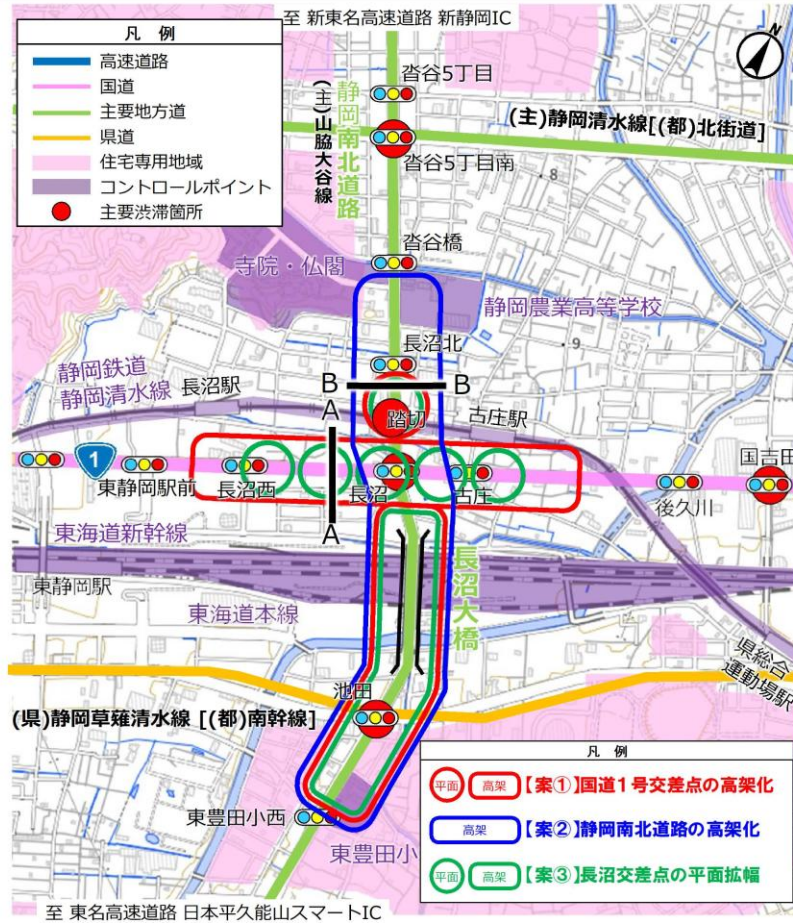 至 新東名高速道路 新静岡IC
凡 例
高速道路
国道
主要地方道
県道
住宅専用地域
コントロールポイント
主要渋滞箇所
N
沓谷5丁目
静岡南北道路
(主)山脇大谷線
(主)静岡清水線[(都)北街道]
沓谷5丁目南
8
沓谷橋
寺院・仏閣
静岡農業高等学校
長沼北
9
静岡鉄道
静岡清水線
長沼駅
B B
A
踏切
古庄駅
1
東静岡駅前
長沼西
長沼
古庄
後久川
国吉田
A
東海道新幹線
東静岡駅
長沼大橋
東海道本線
県総合
運動場駅
池田
(県)静岡草薙清水線 [(都)南幹線]
東豊田小西
東豊田小
凡 例
平面 高架 【案①】国道1号交差点の高架化
高架 【案②】静岡南北道路の高架化
平面 高架 【案③】長沼交差点の平面拡幅
至 東名高速道路 日本平久能山スマートIC